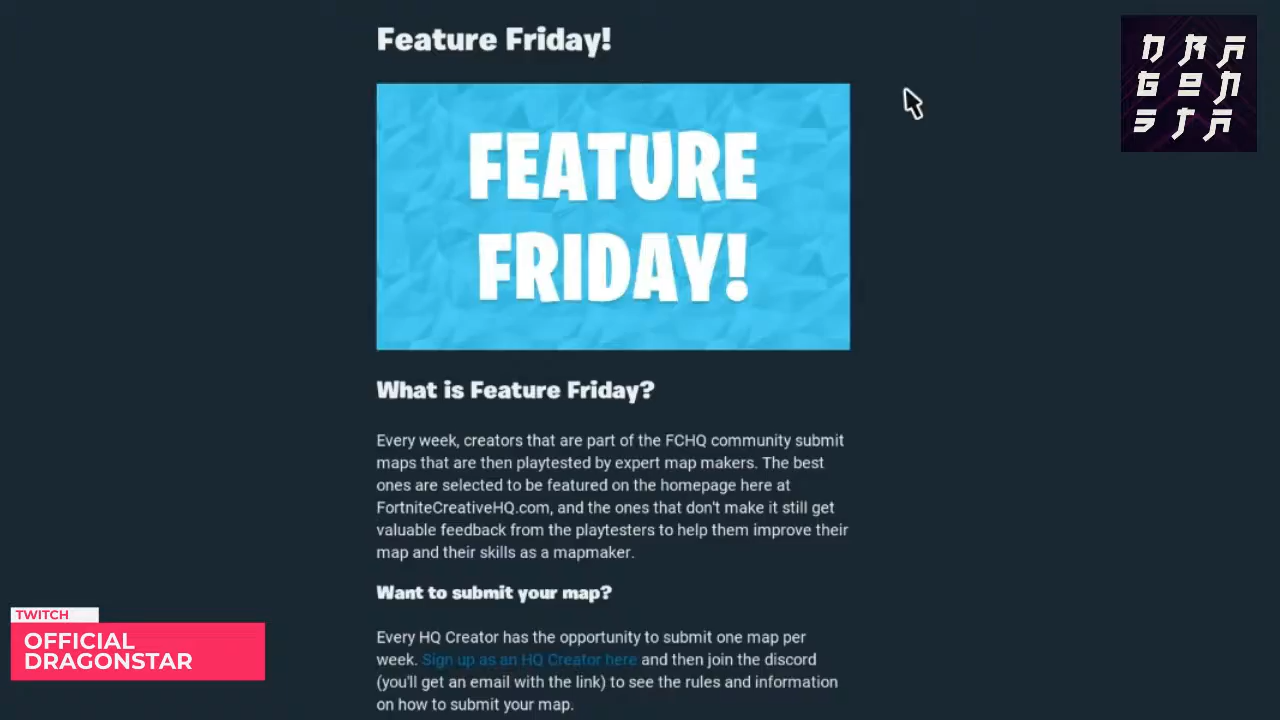 Feature Friday!
DRA
GON
STA
FEATURE
FRIDAY!
What is Feature Friday?
Every week, creators that are part of the FCHQ community submit
maps that are then playtested by expert map makers. The best
ones are selected to be featured on the homepage here at
FortniteCreativeHQ.com, and the ones that don't make it still get
valuable feedback from the playtesters to help them improve their
map and their skills as a mapmaker.
Want to submit your map?
Every HQ Creator has the opportunity to submit one map per
week. Sign up as an HQ Creator here and then join the discord
(you'll get an email with the link) to see the rules and information
on how to submit your map.
TWITCH
OFFICIAL
DRAGONSTAR